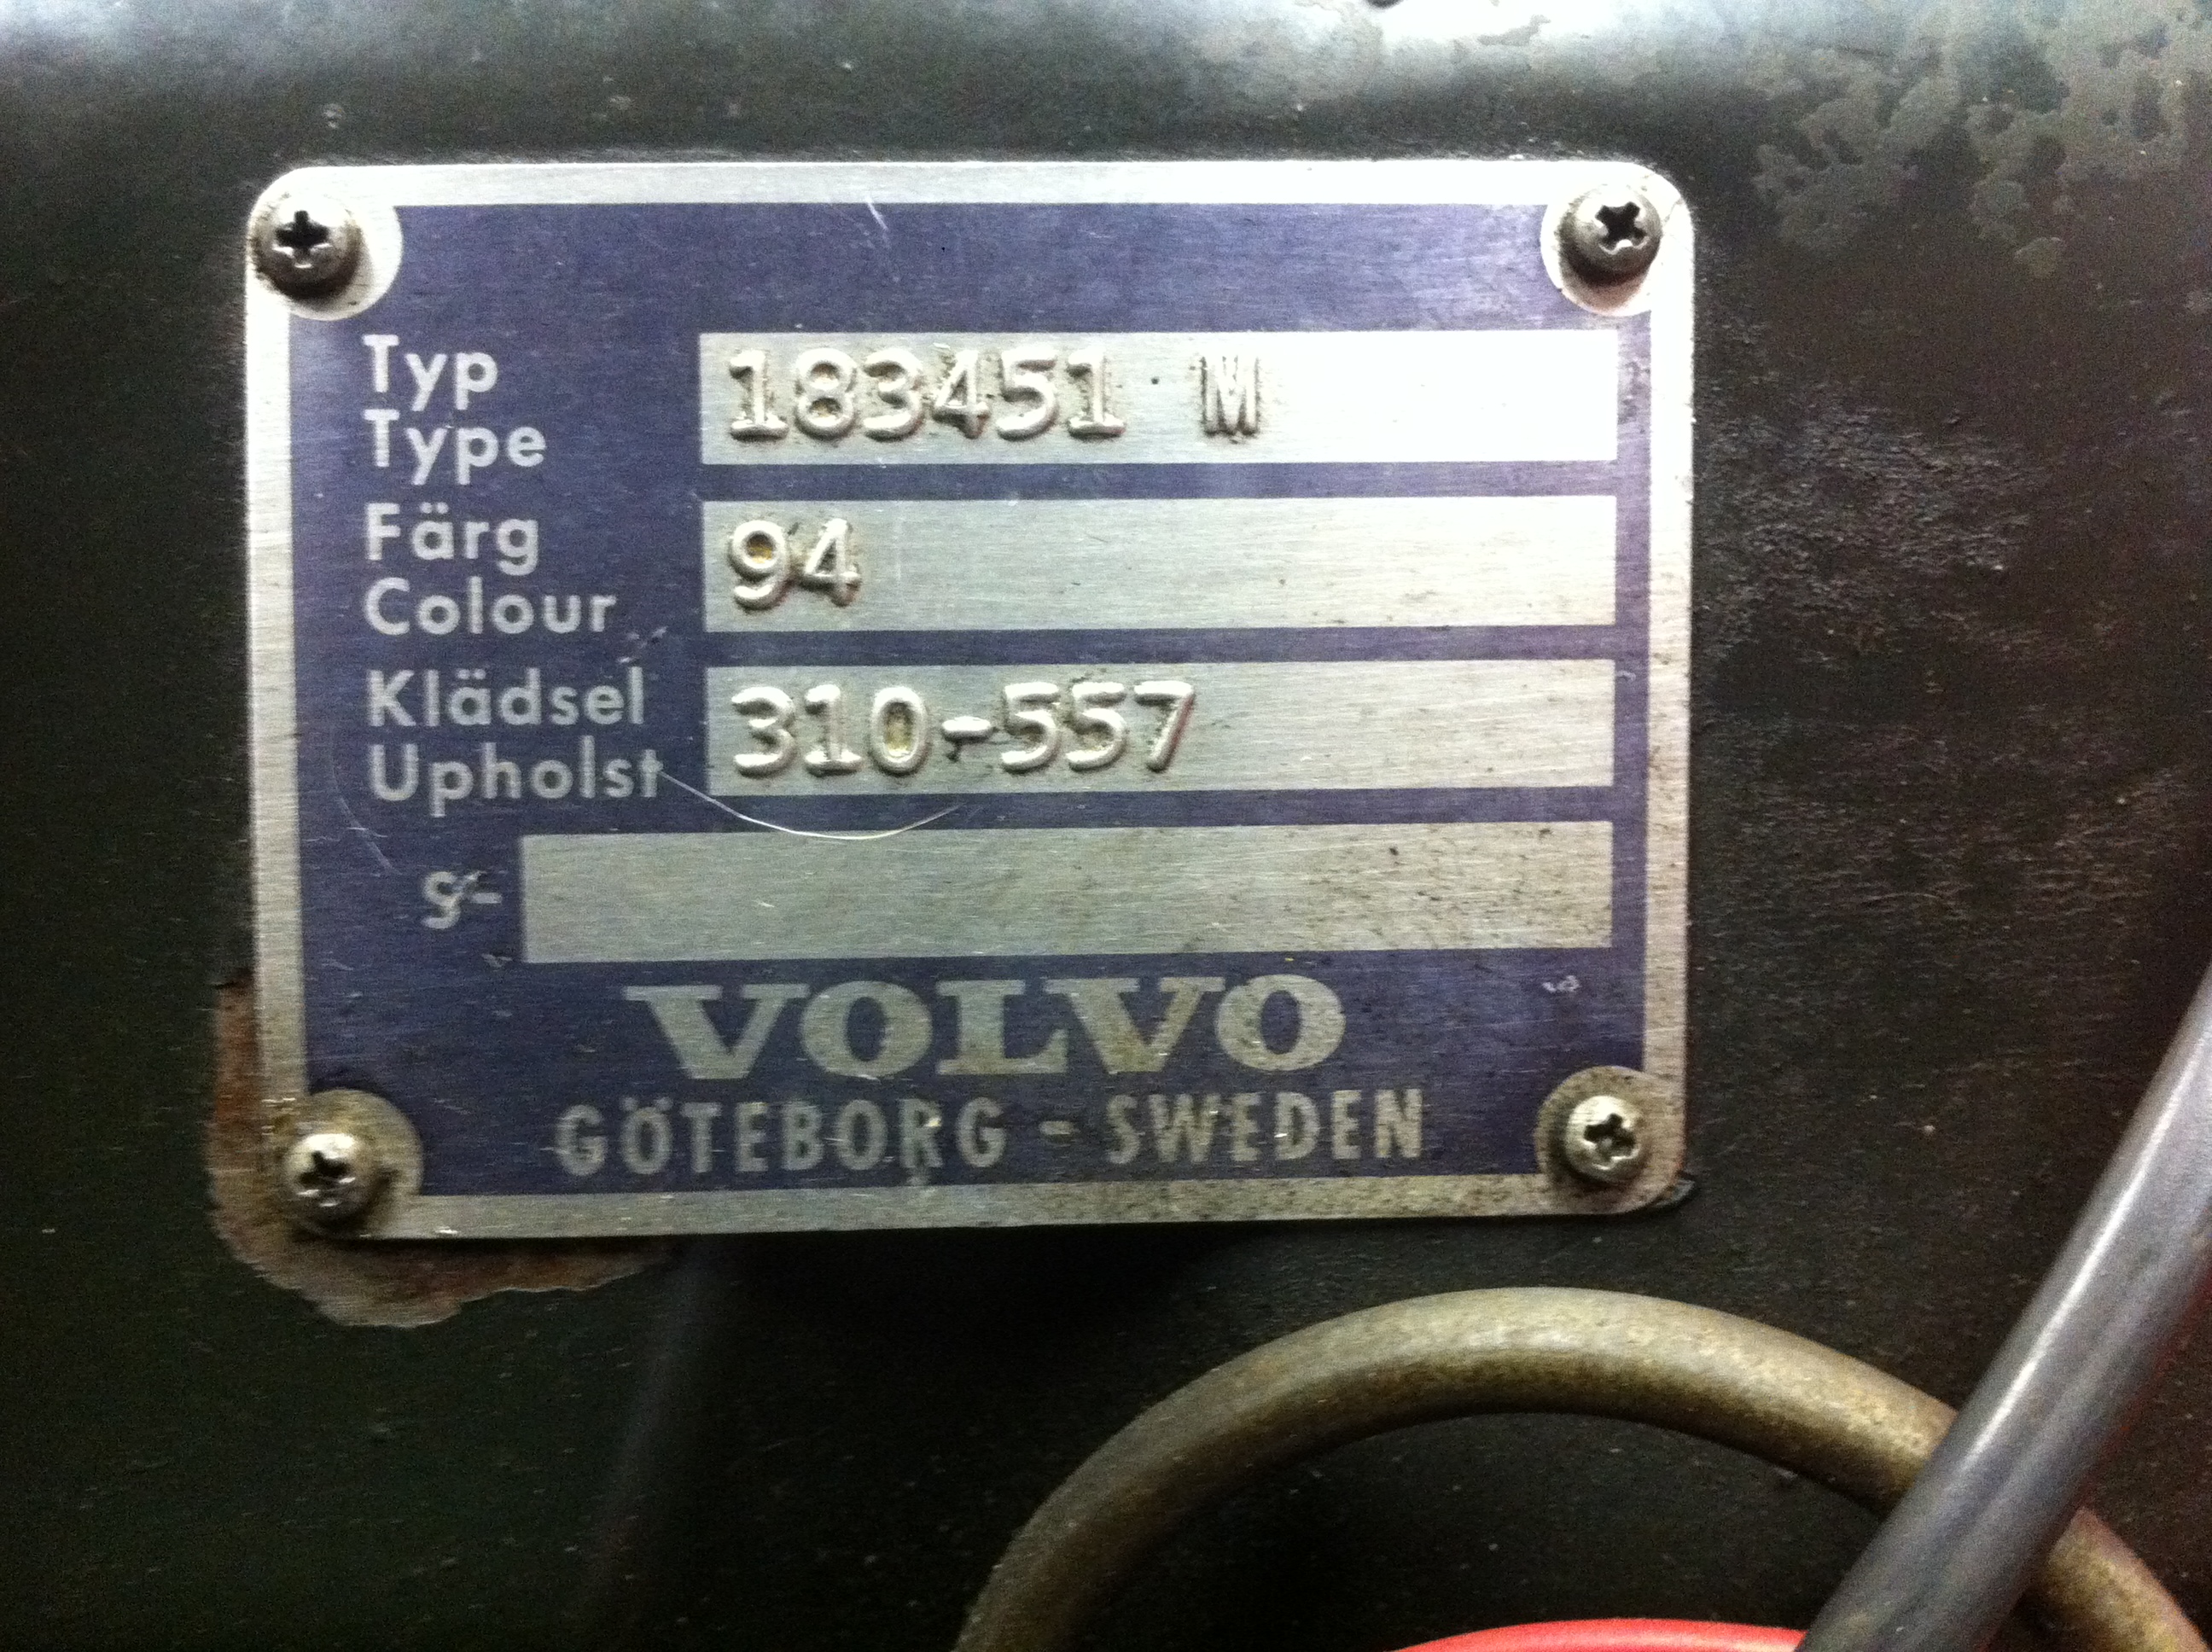 Typ
Type
183451 M
Färg
Colour
94
Klädsel
Upholst
310-557
S-
VOLVO
GÖTEBORG - SWEDEN